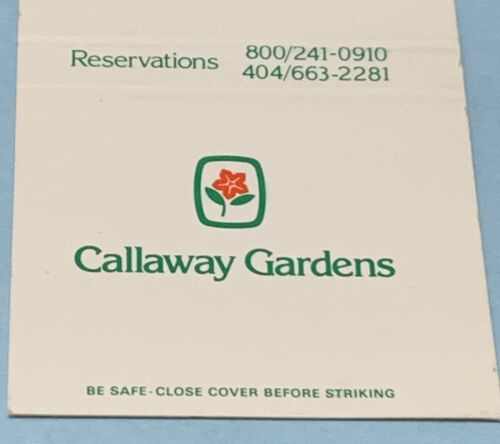 Reservations 800/241-0910
404/663-2281
Callaway Gardens
BE SAFE-CLOSE COVER BEFORE STRIKING